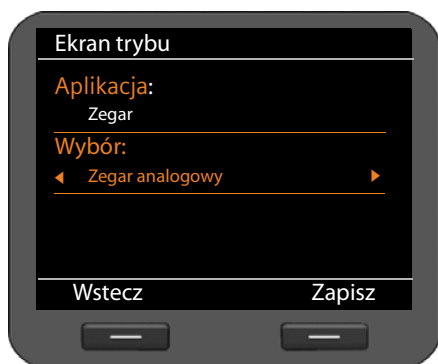 Ekran trybu
Aplikacja:
Zegar
Wybór:
Zegar analogowy
Wstecz Zapisz